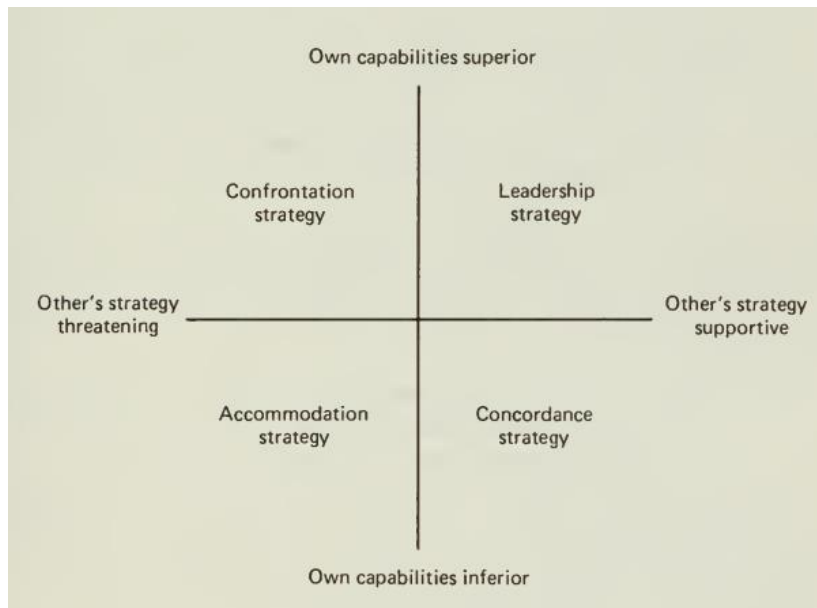 Own capabilities superior
Confrontation
strategy
Leadership
strategy
Other's strategy
threatening
Other's strategy
supportive
Accommodation
strategy
Concordance
strategy
Own capabilities inferior